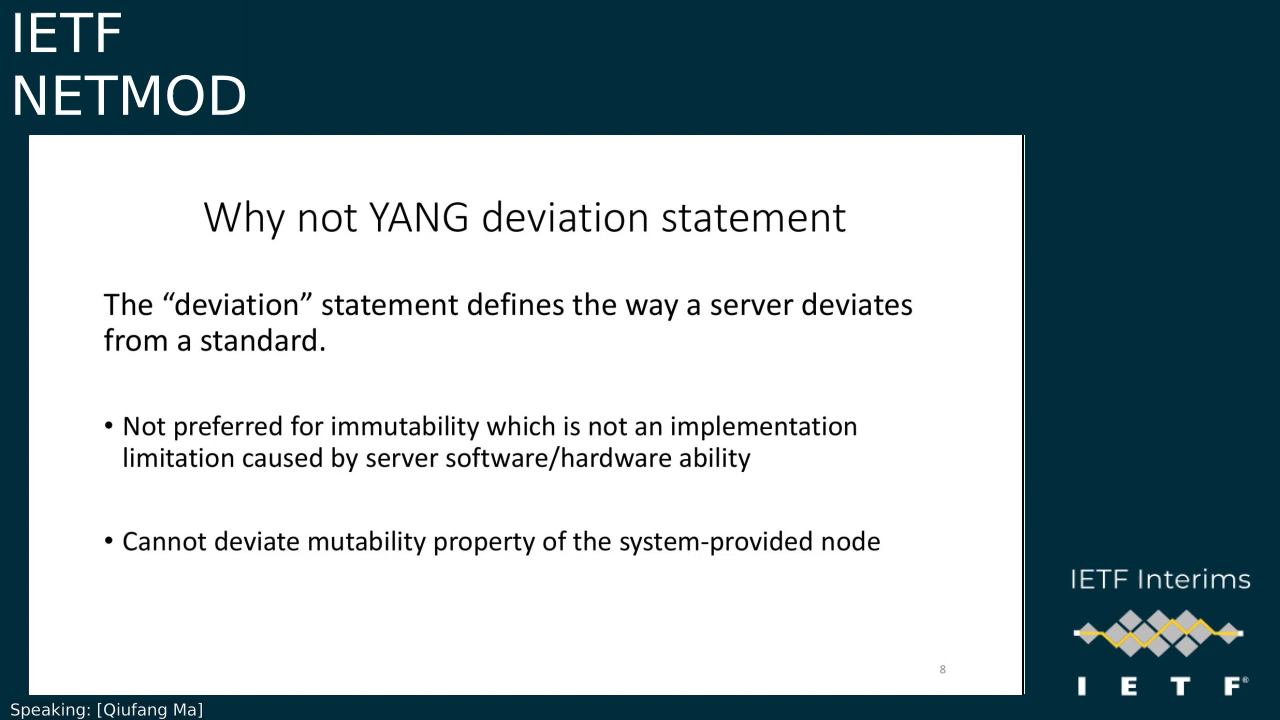 IETF
NETMOD
Why not YANG deviation statement
The “deviation” statement defines the way a server deviates
from a standard.
• Not preferred for immutability which is not an implementation
limitation caused by server software/hardware ability
• Cannot deviate mutability property of the system-provided node
8
IETF Interims
I E T F®
Speaking: [Qiufang Ma]